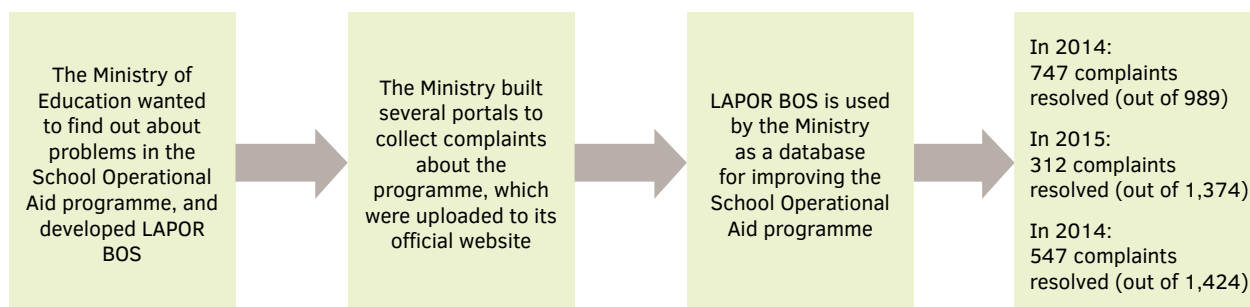 The Ministry of
Education wanted
to find out about
problems in the
School Operational
Aid programme, and
developed LAPOR
BOS
The Ministry built
several portals to
collect complaints
about the
programme, which
were uploaded to its
official website
LAPOR BOS is used
by the Ministry
as a database
for improving the
School Operational
Aid programme
In 2014:
747 complaints
resolved (out of 989)
In 2015:
312 complaints
resolved (out of 1,374)
In 2014:
547 complaints
resolved (out of 1,424)